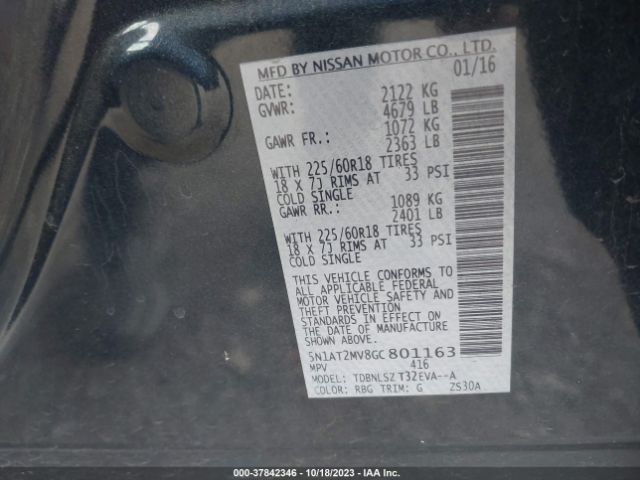 MFD BY NISSAN MOTOR CO., LTD.
01/16
DATE:
2122 KG
GVWR: 4679 LB
1072 KG
GAWR FR.: 2363 LB
WITH 225/60R18 TIRES
18 X 7J RIMS AT 33 PSI
COLD SINGLE
1089 KG
GAWR RR.: 2401 LB
WITH 225/60R18 TIRES
18 X 7J RIMS AT 33 PSI
COLD SINGLE
THIS VEHICLE CONFORMS TO
ALL APPLICABLE FEDERAL
MOTOR VEHICLE SAFETY AND
THEFT PREVENTION
STANDARDS IN EFFECT ON
THE DATE OF MANUFACTURE
SHOWN ABOVE.
5N1AT2MV8GC801163
MPV 416
MODEL: TDBNLSZ T32EVA--A
COLOR: RBG TRIM: G ZS30A
000-37842346 - 10/18/2023 - IAA Inc.